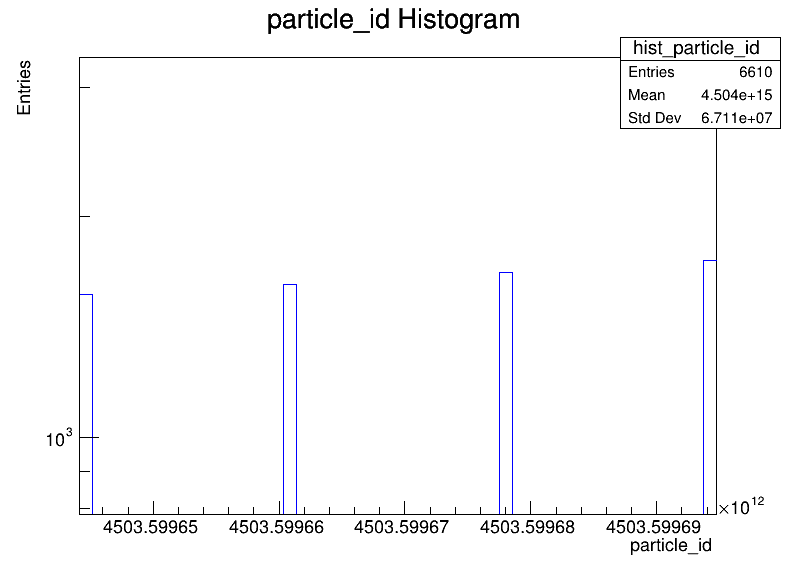 particle_id Histogram
hist_particle_id
Entries 6610
Mean 4.504e+15
Std Dev 6.711e+07
Entries
10³
4503.59965 4503.59966 4503.59967 4503.59968 4503.59969
×10¹²
particle_id